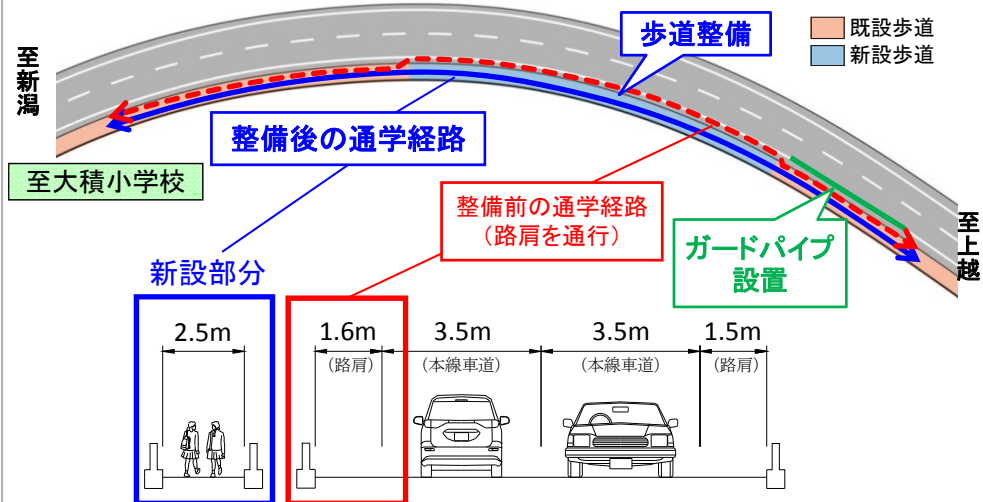 既設歩道
新設歩道
歩道整備
至新潟
整備後の通学経路
至大積小学校
整備前の通学経路
（路肩を通行）
ガードパイプ
設置
至上越
新設部分
2.5m
1.6m
（路肩）
3.5m
（本線車道）
3.5m
（本線車道）
1.5m
（路肩）